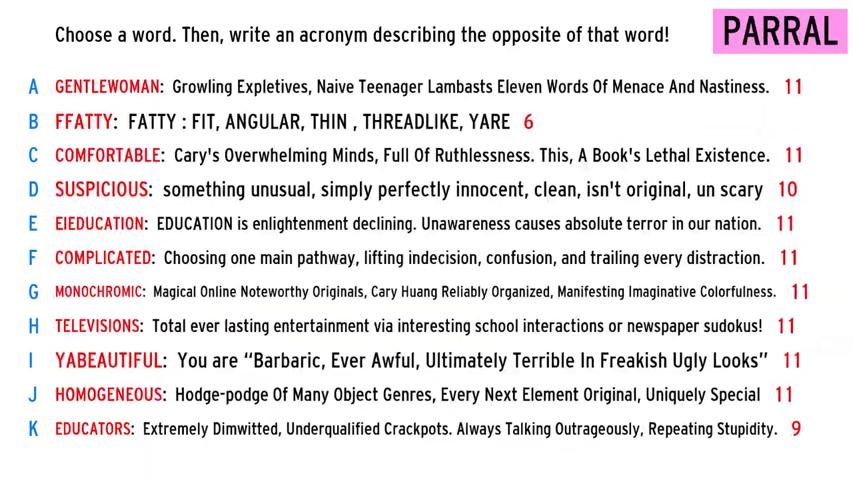 Choose a word. Then, write an acronym describing the opposite of that word!
PARRAL
A GENTLEWOMAN: Growling Expletives, Naive Teenager Lambasts Eleven Words Of Menace And Nastiness. 11
B FFATTY: FATTY : FIT, ANGULAR, THIN , THREADLIKE, YARE 6
C COMFORTABLE: Cary's Overwhelming Minds, Full Of Ruthlessness. This, A Book's Lethal Existence. 11
D SUSPICIOUS: something unusual, simply perfectly innocent, clean, isn't original, un scary 10
E EIEDUCATION: EDUCATION is enlightenment declining. Unawareness causes absolute terror in our nation. 11
F COMPLICATED: Choosing one main pathway, lifting indecision, confusion, and trailing every distraction. 11
G MONOCHROMIC: Magical Online Noteworthy Originals, Cary Huang Reliably Organized, Manifesting Imaginative Colorfulness. 11
H TELEVISIONS: Total ever lasting entertainment via interesting school interactions or newspaper sudokus! 11
I YABEAUTIFUL: You are “Barbaric, Ever Awful, Ultimately Terrible In Freakish Ugly Looks” 11
J HOMOGENEOUS: Hodge-podge Of Many Object Genres, Every Next Element Original, Uniquely Special 11
K EDUCATORS: Extremely Dimwitted, Underqualified Crackpots. Always Talking Outrageously, Repeating Stupidity. 9